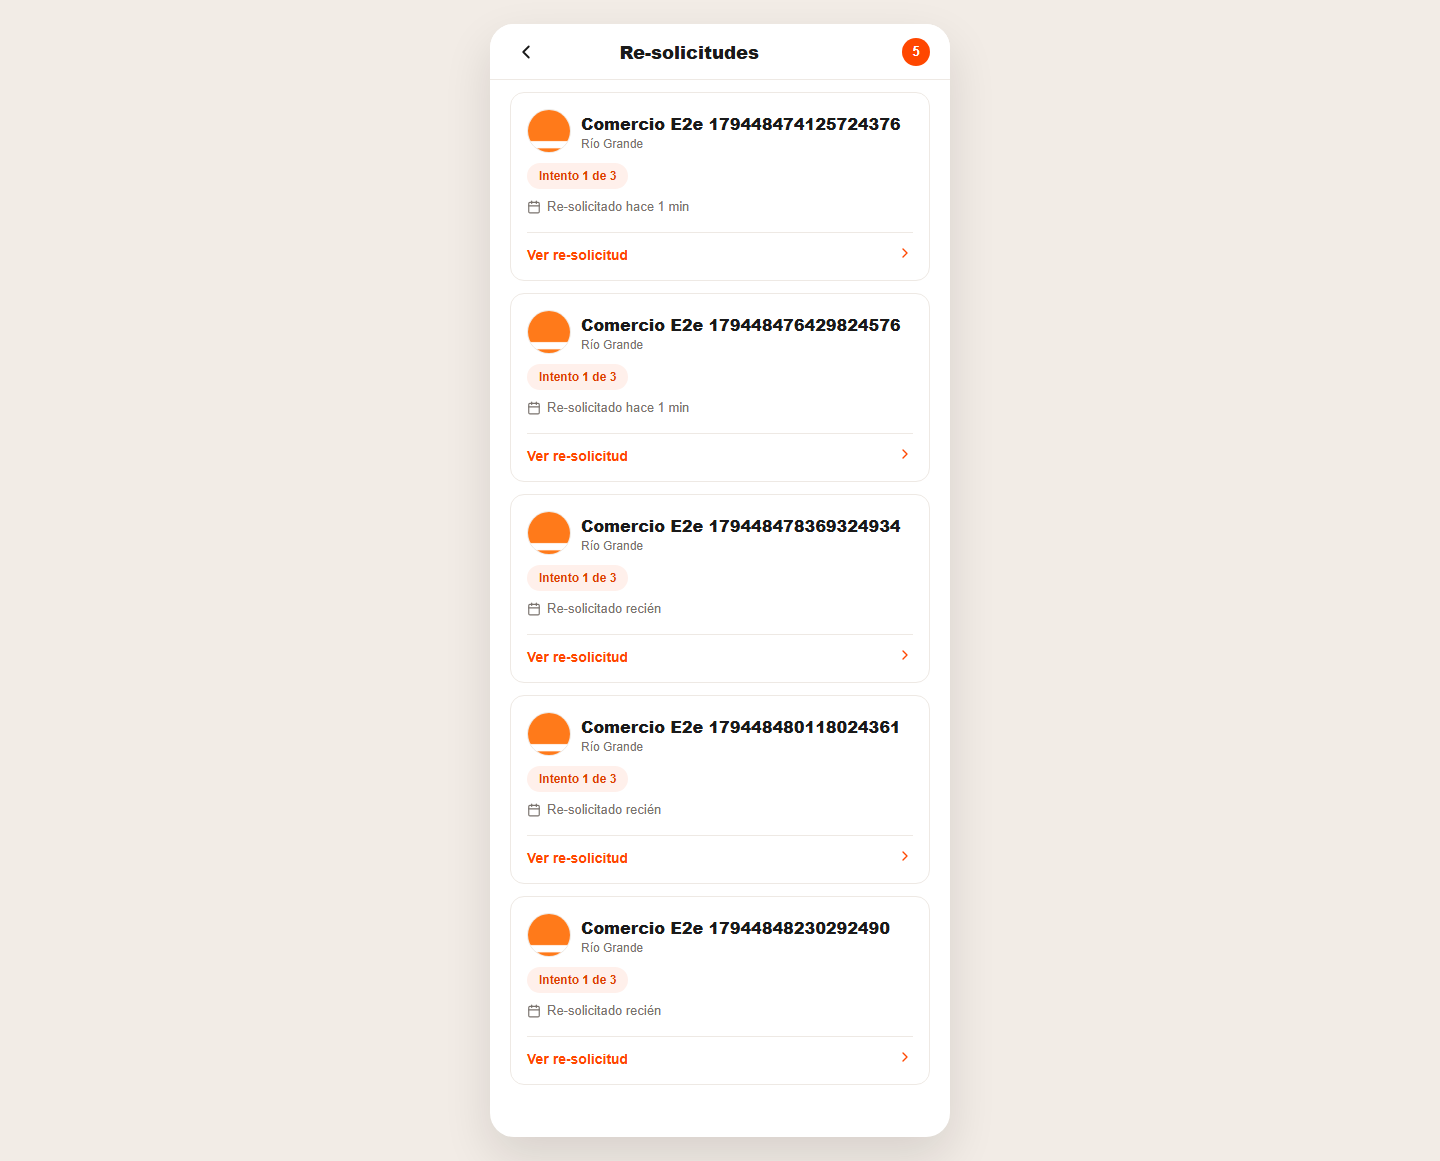 Re-solicitudes
5
Comercio E2e 179448474125724376
Río Grande
Intento 1 de 3
Re-solicitado hace 1 min
Ver re-solicitud
Comercio E2e 179448476429824576
Río Grande
Intento 1 de 3
Re-solicitado hace 1 min
Ver re-solicitud
Comercio E2e 179448478369324934
Río Grande
Intento 1 de 3
Re-solicitado recién
Ver re-solicitud
Comercio E2e 179448480118024361
Río Grande
Intento 1 de 3
Re-solicitado recién
Ver re-solicitud
Comercio E2e 17944848230292490
Río Grande
Intento 1 de 3
Re-solicitado recién
Ver re-solicitud